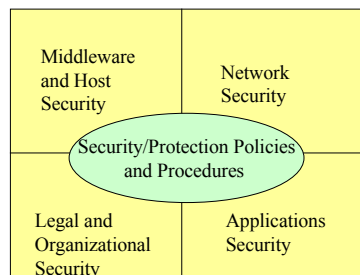 Middleware
and Host
Security
Network
Security
Security/Protection Policies
and Procedures
Legal and
Organizational
Security
Applications
Security